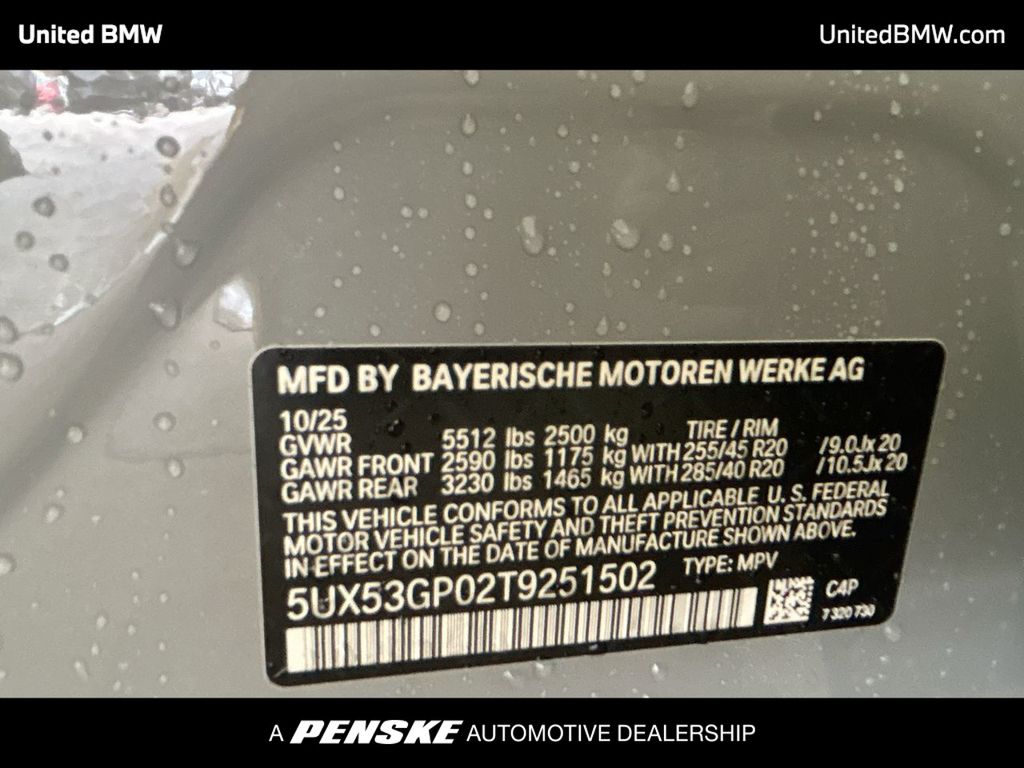 United BMW
UnitedBMW.com
MFD BY BAYERISCHE MOTOREN WERKE AG
10/25
GVWR 5512 lbs 2500 kg TIRE / RIM
GAWR FRONT 2590 lbs 1175 kg WITH 255/45 R20 /9.0Jx20
GAWR REAR 3230 lbs 1465 kg WITH 285/40 R20 /10.5Jx20
THIS VEHICLE CONFORMS TO ALL APPLICABLE U. S. FEDERAL
MOTOR VEHICLE SAFETY AND THEFT PREVENTION STANDARDS
IN EFFECT ON THE DATE OF MANUFACTURE SHOWN ABOVE.
5UX53GP02T9251502 TYPE: MPV
C4P
7 320 730
A PENSKE AUTOMOTIVE DEALERSHIP